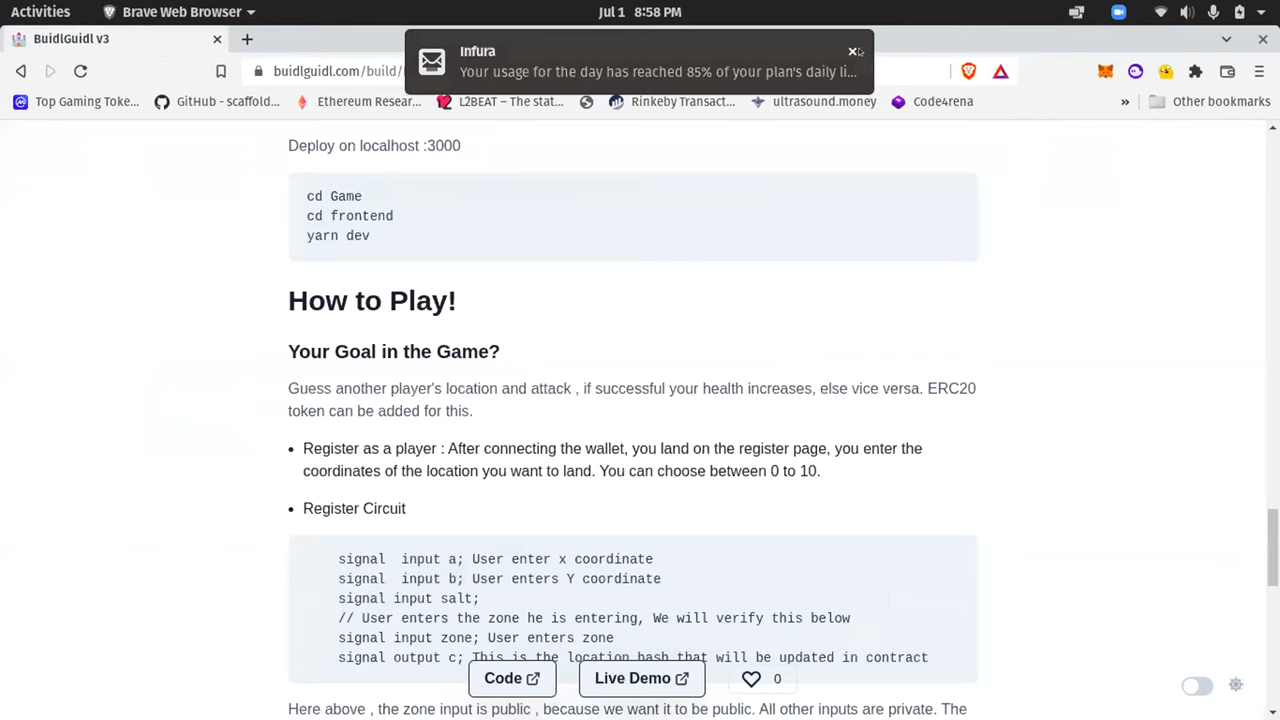 Activities Brave Web Browser Jul 1 8:58 PM
BuidlGuidl v3
Infura
Your usage for the day has reached 85% of your plan's daily li...
buidlguidl.com/build/
Top Gaming Toke... GitHub - scaffold... Ethereum Resear... L2BEAT – The stat... Rinkeby Transact... ultrasound.money Code4rena » Other bookmarks
Deploy on localhost :3000
cd Game
cd frontend
yarn dev
How to Play!
Your Goal in the Game?
Guess another player's location and attack , if successful your health increases, else vice versa. ERC20
token can be added for this.
• Register as a player : After connecting the wallet, you land on the register page, you enter the
coordinates of the location you want to land. You can choose between 0 to 10.
• Register Circuit
signal input a; User enter x coordinate
signal input b; User enters Y coordinate
signal input salt;
// User enters the zone he is entering, We will verify this below
signal input zone; User enters zone
signal output c; This is the location hash that will be updated in contract
Code Live Demo 0
Here above , the zone input is public , because we want it to be public. All other inputs are private. The